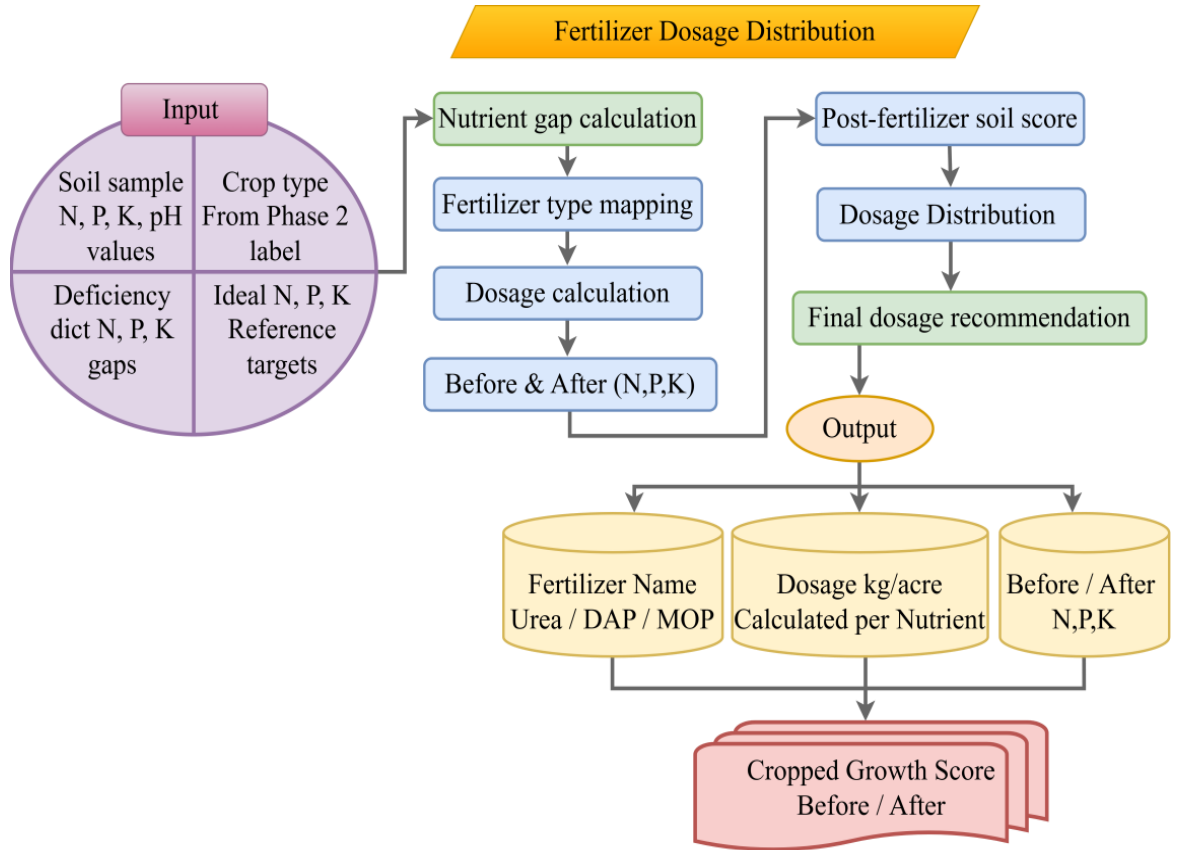 Fertilizer Dosage Distribution
Input
Soil sample
N, P, K, pH
values
Crop type
From Phase 2
label
Deficiency
dict N, P, K
gaps
Ideal N, P, K
Reference
targets
Nutrient gap calculation
Fertilizer type mapping
Dosage calculation
Before & After (N,P,K)
Post-fertilizer soil score
Dosage Distribution
Final dosage recommendation
Output
Fertilizer Name
Urea / DAP / MOP
Dosage kg/acre
Calculated per Nutrient
Before / After
N,P,K
Cropped Growth Score
Before / After